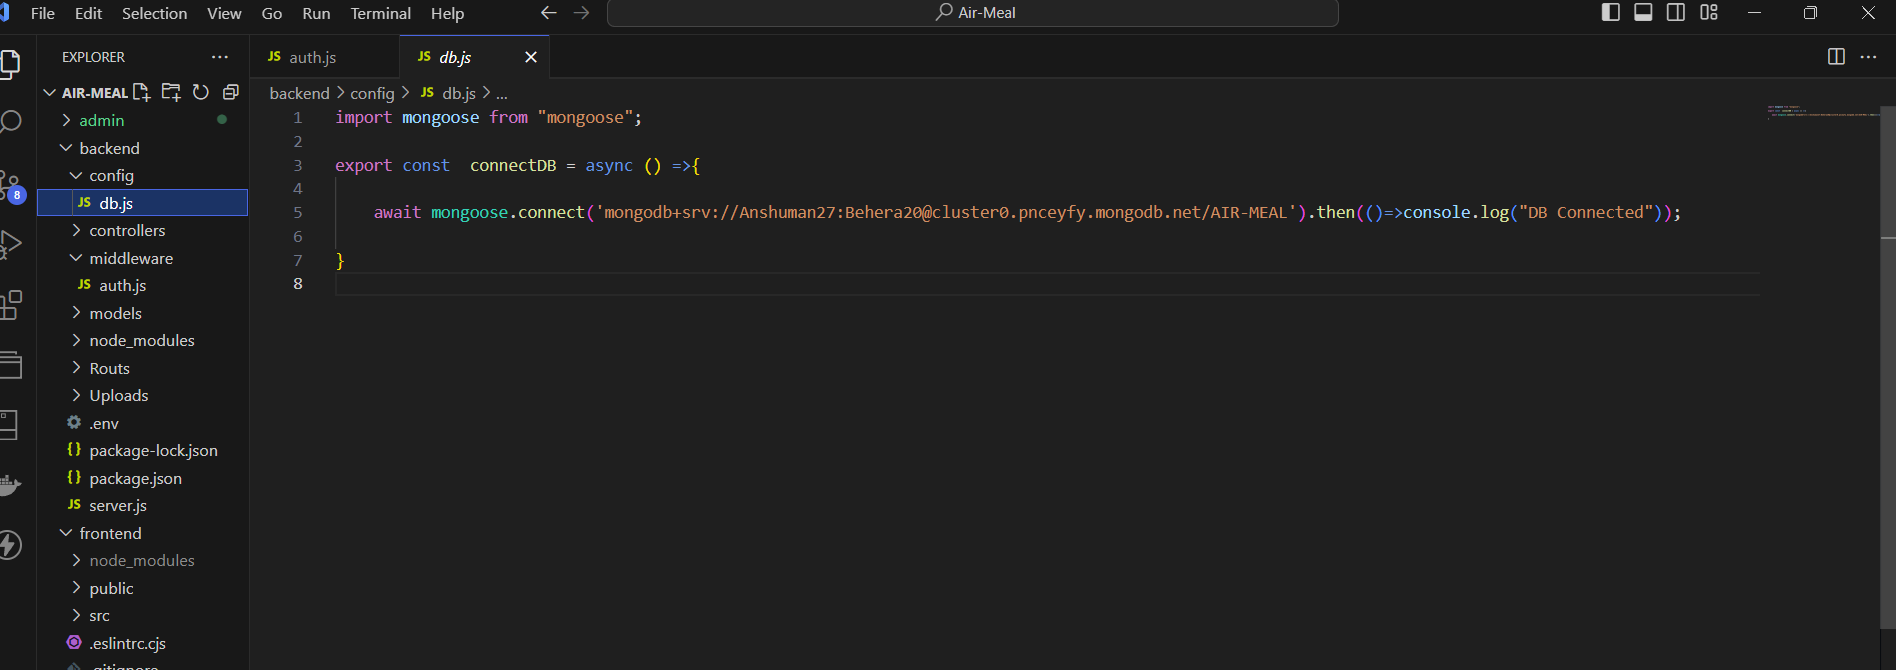 File Edit Selection View Go Run Terminal Help
Air-Meal
EXPLORER
AIR-MEAL
admin
backend
config
JS db.js
controllers
middleware
JS auth.js
models
node_modules
Routs
Uploads
.env
{} package-lock.json
{} package.json
JS server.js
frontend
node_modules
public
src
.eslintrc.cjs
.gitignore
8
JS auth.js
JS db.js
backend > config > JS db.js > ...
1 import mongoose from "mongoose";
2
3 export const  connectDB = async () =>{
4
5     await mongoose.connect('mongodb+srv://Anshuman27:Behera20@cluster0.pnceyfy.mongodb.net/AIR-MEAL').then(()=>console.log("DB Connected"));
6
7 }
8